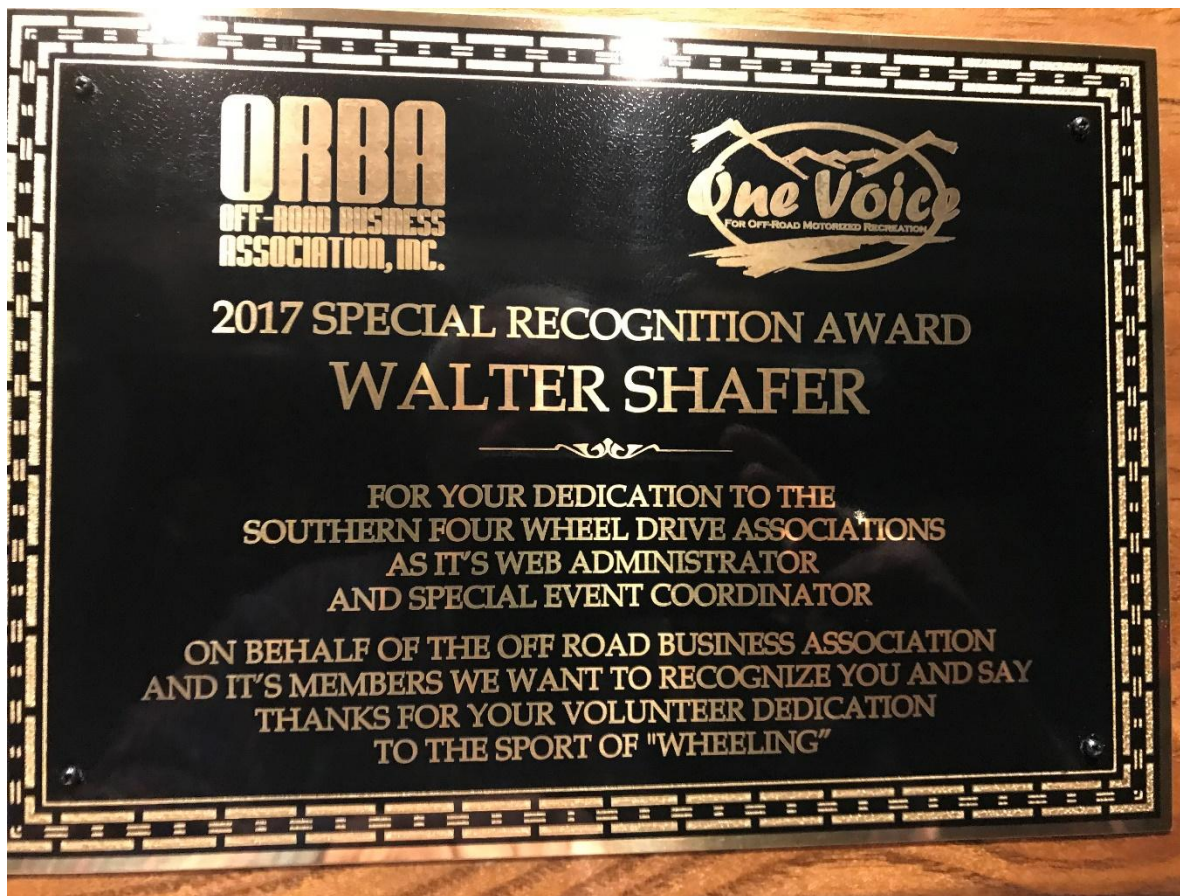 ORBA
OFF-ROAD BUSINESS
ASSOCIATION, INC.
One Voice
FOR OFF-ROAD MOTORIZED RECREATION
2017 SPECIAL RECOGNITION AWARD
WALTER SHAFER
FOR YOUR DEDICATION TO THE
SOUTHERN FOUR WHEEL DRIVE ASSOCIATIONS
AS IT'S WEB ADMINISTRATOR
AND SPECIAL EVENT COORDINATOR
ON BEHALF OF THE OFF ROAD BUSINESS ASSOCIATION
AND IT'S MEMBERS WE WANT TO RECOGNIZE YOU AND SAY
THANKS FOR YOUR VOLUNTEER DEDICATION
TO THE SPORT OF "WHEELING”